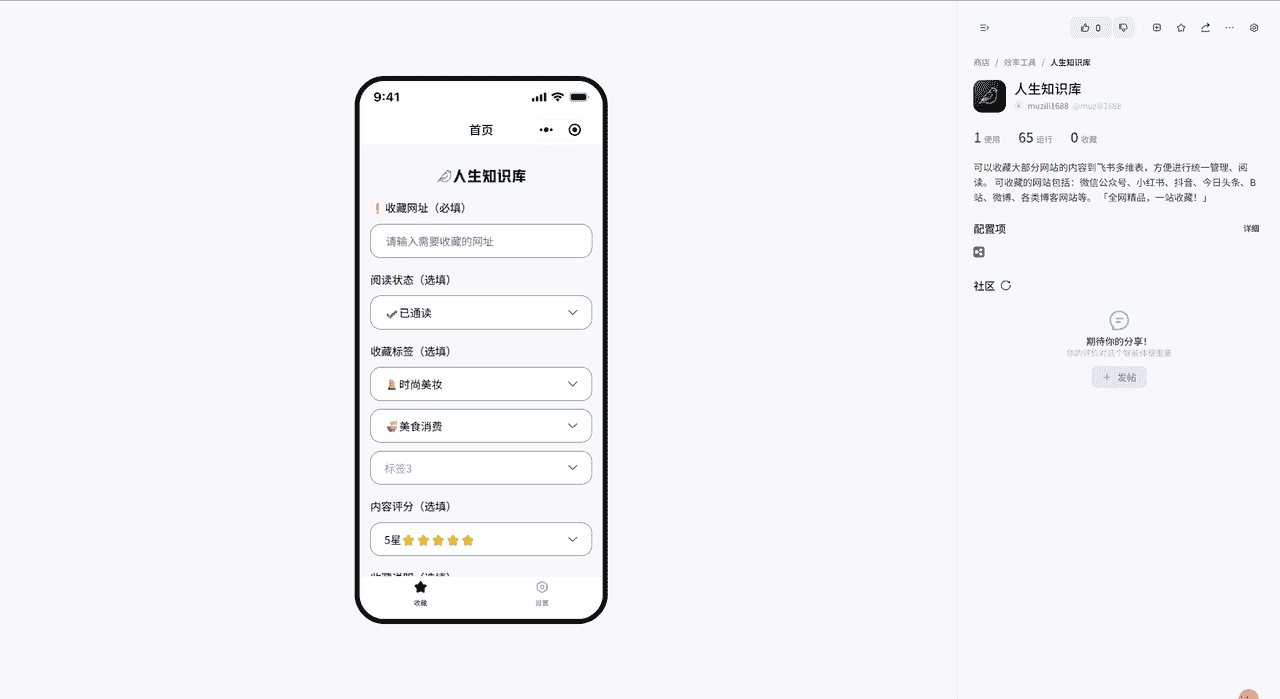 9:41
首页
人生知识库
收藏网址（必填）
请输入需要收藏的网址
阅读状态（选填）
已通读
收藏标签（选填）
时尚美妆
美食消费
标签3
内容评分（选填）
5星
收藏
设置
0
商店 / 效率工具 / 人生知识库
人生知识库
muzili1688 @muzili1688
1 使用 65 运行 0 收藏
可以收藏大部分网站的内容到飞书多维表，方便进行统一管理、阅
读。 可收藏的网站包括：微信公众号、小红书、抖音、今日头条、B
站、微博、各类博客网站等。 「全网精品，一站收藏！」
配置项 详细
社区
期待你的分享！
你的评价对这个智能体很重要
+ 发帖